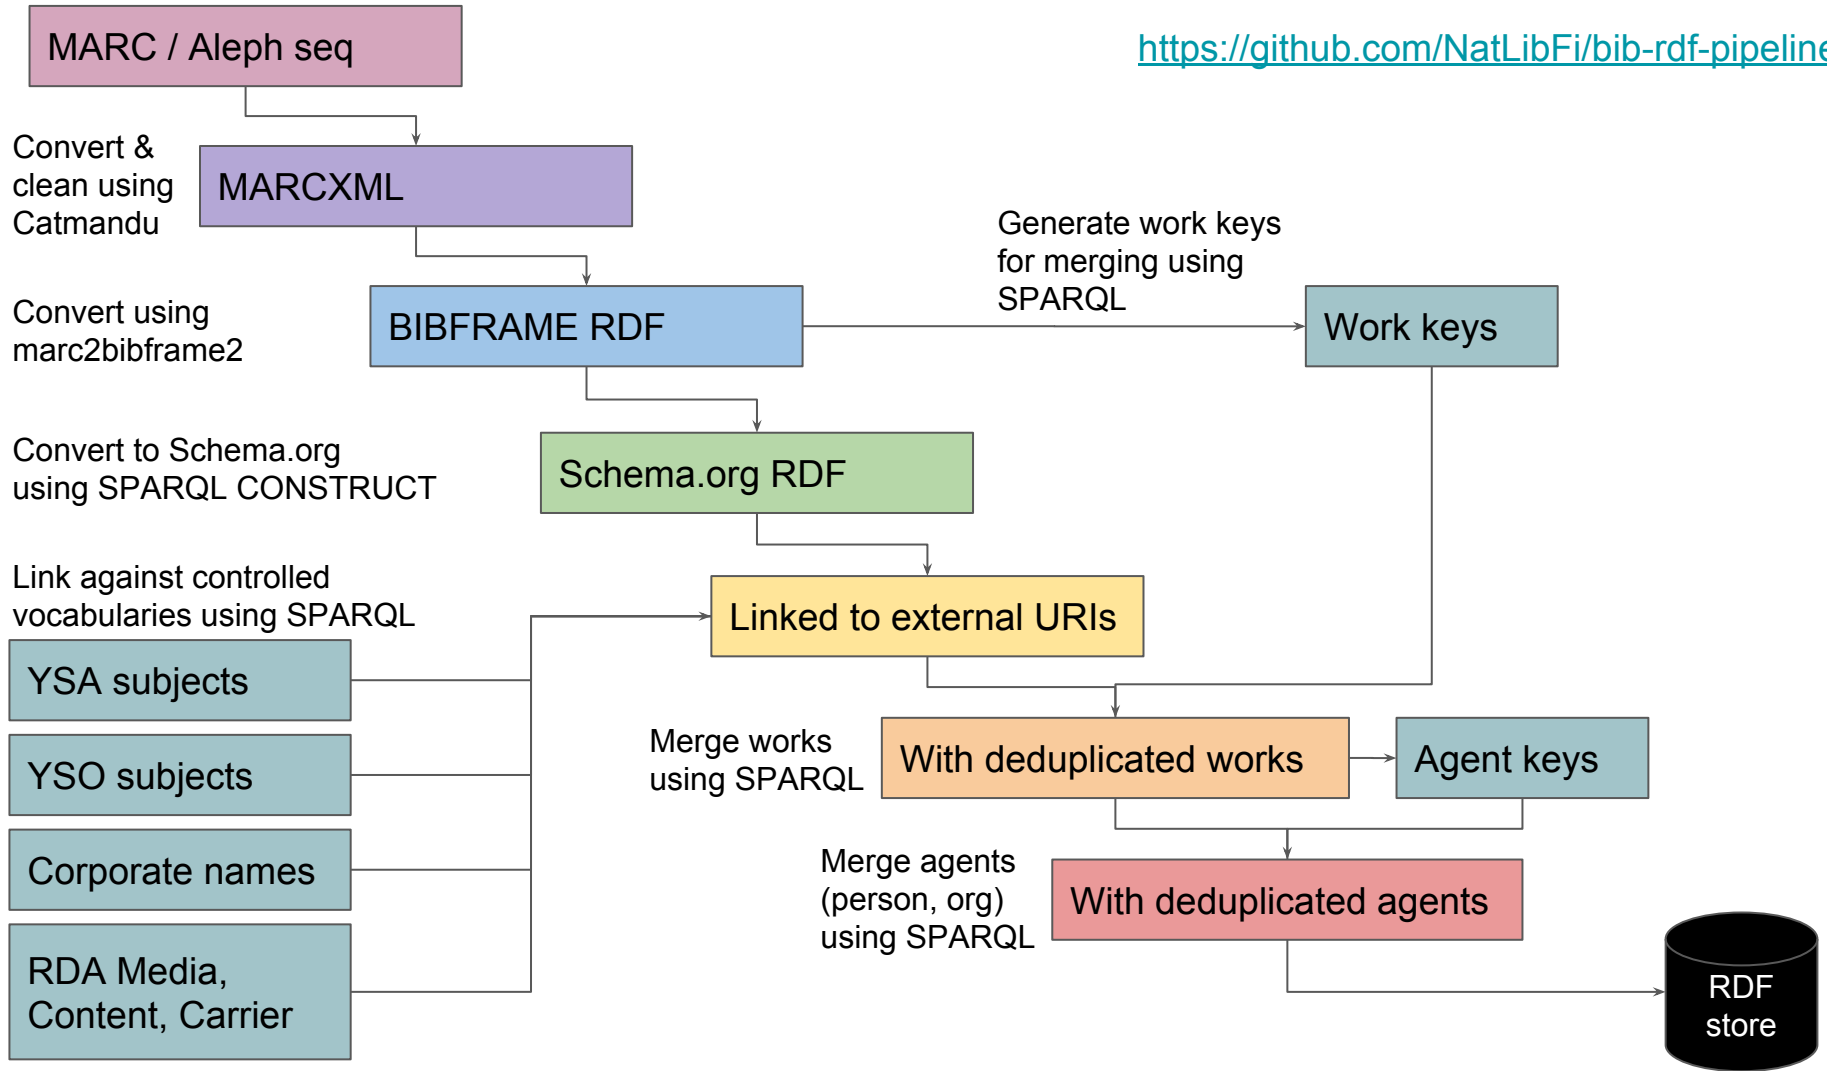 MARC / Aleph seq
https://github.com/NatLibFi/bib-rdf-pipeline
Convert &
clean using
Catmandu
MARCXML
Generate work keys
for merging using
SPARQL
Convert using
marc2bibframe2
BIBFRAME RDF
Work keys
Convert to Schema.org
using SPARQL CONSTRUCT
Schema.org RDF
Link against controlled
vocabularies using SPARQL
Linked to external URIs
YSA subjects
YSO subjects
Corporate names
RDA Media,
Content, Carrier
Merge works
using SPARQL
With deduplicated works
Agent keys
Merge agents
(person, org)
using SPARQL
With deduplicated agents
RDF
store